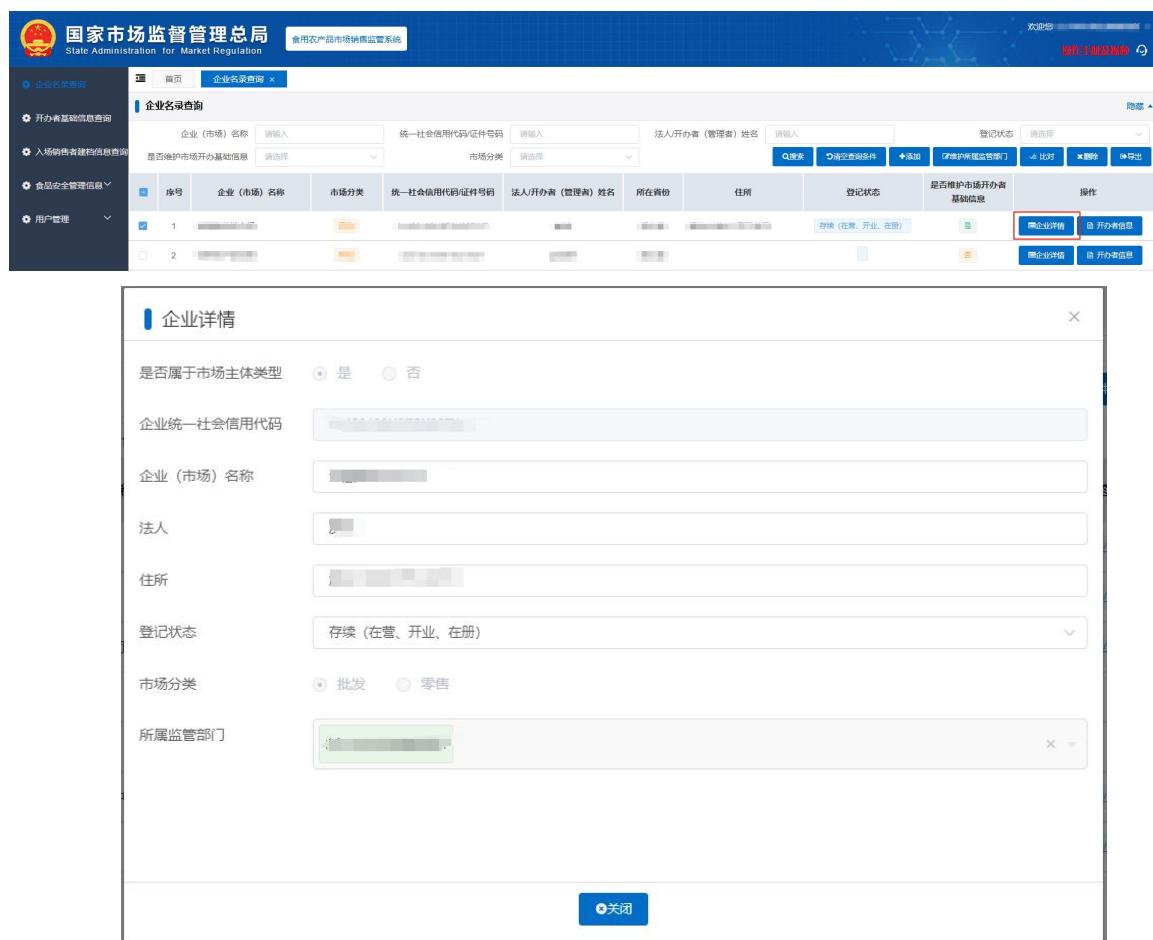 国家市场监督管理总局
State Administration for Market Regulation
食用农产品市场销售监管系统
欢迎您
操作手册及视频
企业名录查询
开办者基础信息查询
入场销售者建档信息查询
食品安全管理信息
用户管理
首页 企业名录查询 ×
企业名录查询 隐藏
企业（市场）名称 请输入 统一社会信用代码/证件号码 请输入 法人/开办者（管理者）姓名 请输入 登记状态 请选择
是否维护市场开办基础信息 请选择 市场分类 请选择 搜索 清空查询条件 添加 维护所属监管部门 比对 删除 导出
序号 企业（市场）名称 市场分类 统一社会信用代码/证件号码 法人/开办者（管理者）姓名 所在省份 住所 登记状态 是否维护市场开办者基础信息 操作
1 存续（在营、开业、在册） 是 企业详情 开办者信息
2 否 企业详情 开办者信息
企业详情 ×
是否属于市场主体类型 是 否
企业统一社会信用代码
企业（市场）名称
法人
住所
登记状态 存续（在营、开业、在册）
市场分类 批发 零售
所属监管部门
关闭